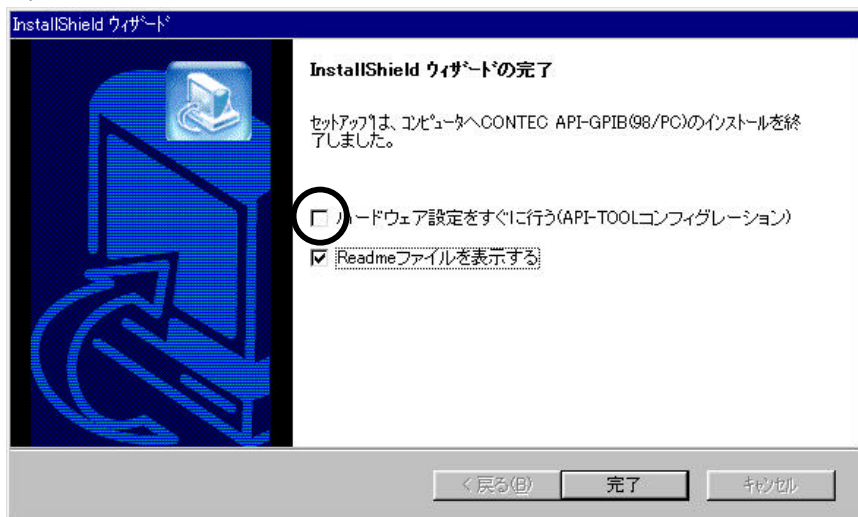 InstallShield ウィザード
InstallShield ウィザードの完了
セットアップは、コンピュータへCONTEC API-GPIB(98/PC)のインストールを終
了しました。
ハードウェア設定をすぐに行う(API-TOOLコンフィグレーション)
Readmeファイルを表示する
< 戻る(B)
完了
キャンセル